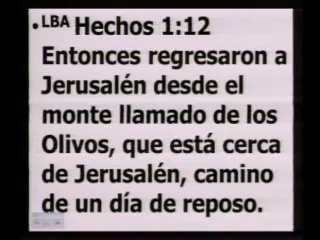 •LBA Hechos 1:12
Entonces regresaron a
Jerusalén desde el
monte llamado de los
Olivos, que está cerca
de Jerusalén, camino
de un día de reposo.